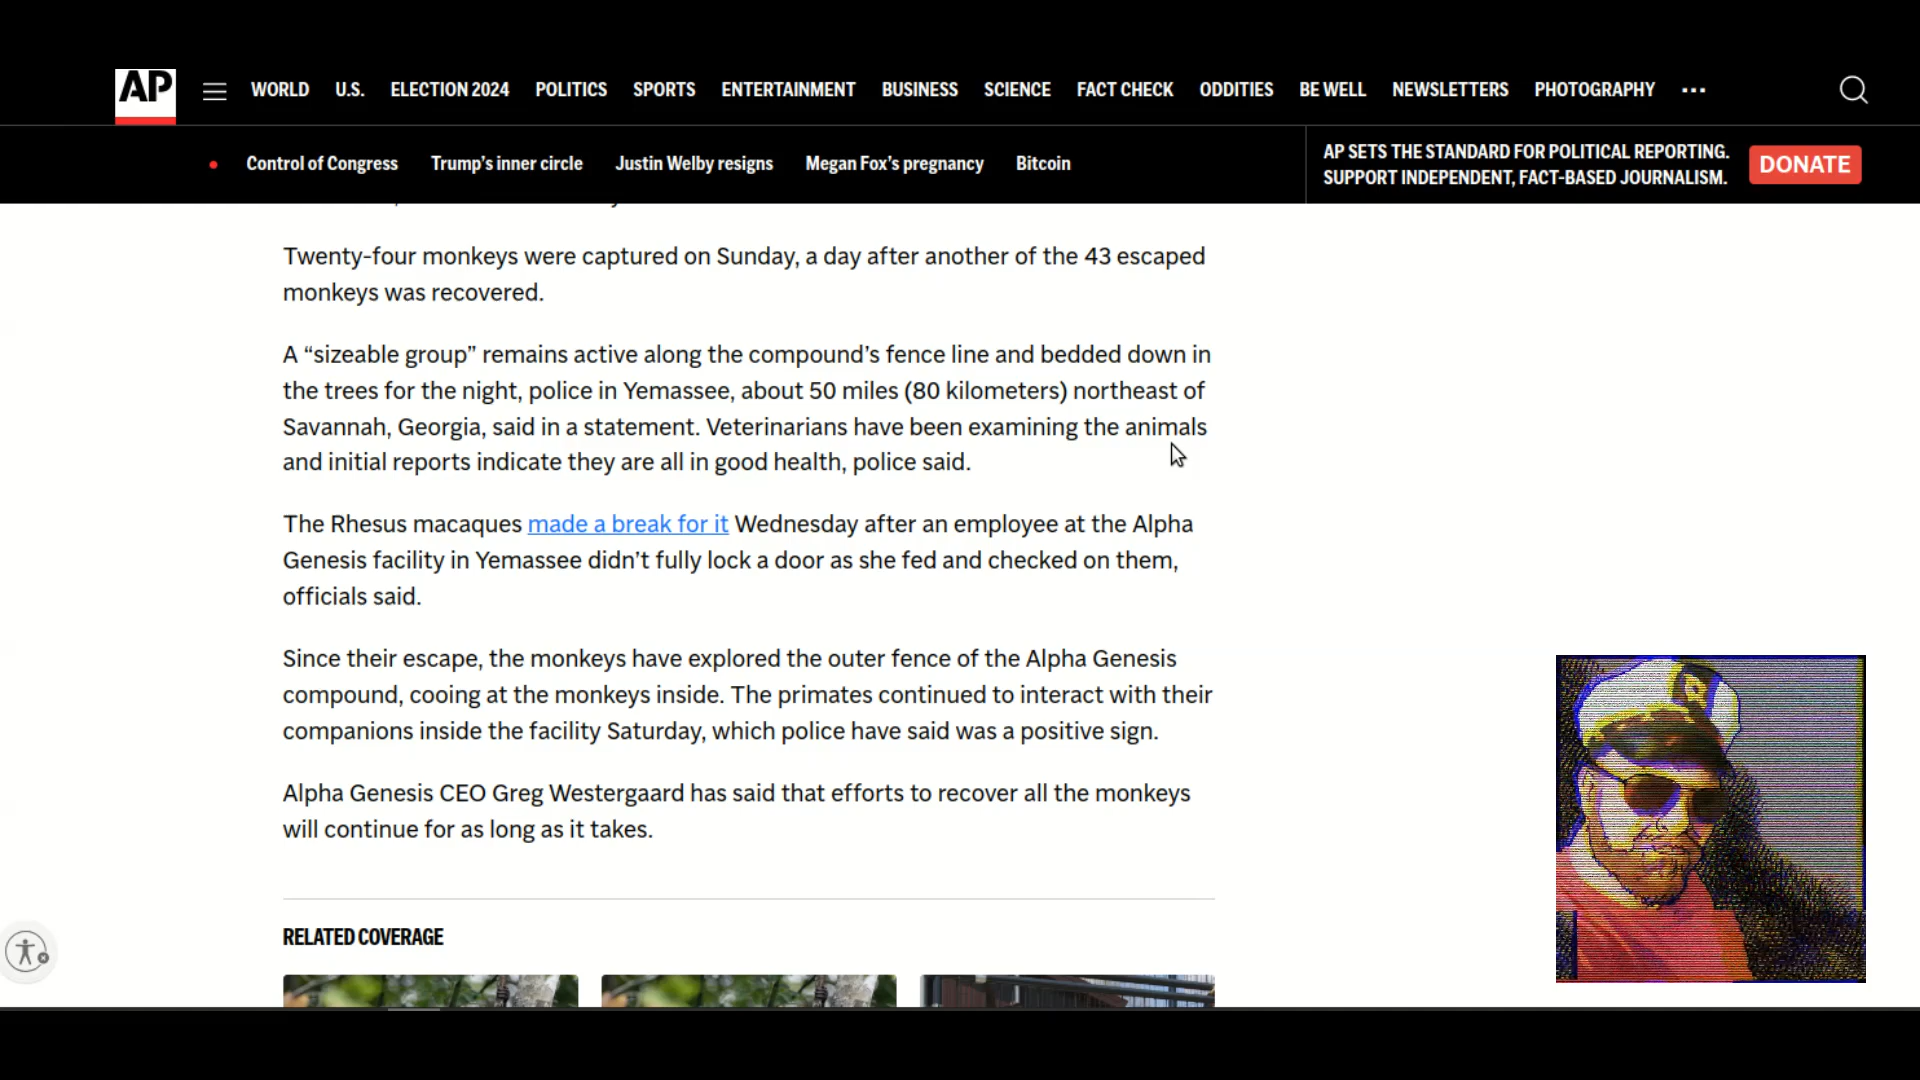 AP
WORLD U.S. ELECTION 2024 POLITICS SPORTS ENTERTAINMENT BUSINESS SCIENCE FACT CHECK ODDITIES BE WELL NEWSLETTERS PHOTOGRAPHY
Control of Congress Trump's inner circle Justin Welby resigns Megan Fox's pregnancy Bitcoin
AP SETS THE STANDARD FOR POLITICAL REPORTING.
SUPPORT INDEPENDENT, FACT-BASED JOURNALISM.
DONATE
Twenty-four monkeys were captured on Sunday, a day after another of the 43 escaped
monkeys was recovered.
A “sizeable group” remains active along the compound’s fence line and bedded down in
the trees for the night, police in Yemassee, about 50 miles (80 kilometers) northeast of
Savannah, Georgia, said in a statement. Veterinarians have been examining the animals
and initial reports indicate they are all in good health, police said.
The Rhesus macaques made a break for it Wednesday after an employee at the Alpha
Genesis facility in Yemassee didn’t fully lock a door as she fed and checked on them,
officials said.
Since their escape, the monkeys have explored the outer fence of the Alpha Genesis
compound, cooing at the monkeys inside. The primates continued to interact with their
companions inside the facility Saturday, which police have said was a positive sign.
Alpha Genesis CEO Greg Westergaard has said that efforts to recover all the monkeys
will continue for as long as it takes.
RELATED COVERAGE